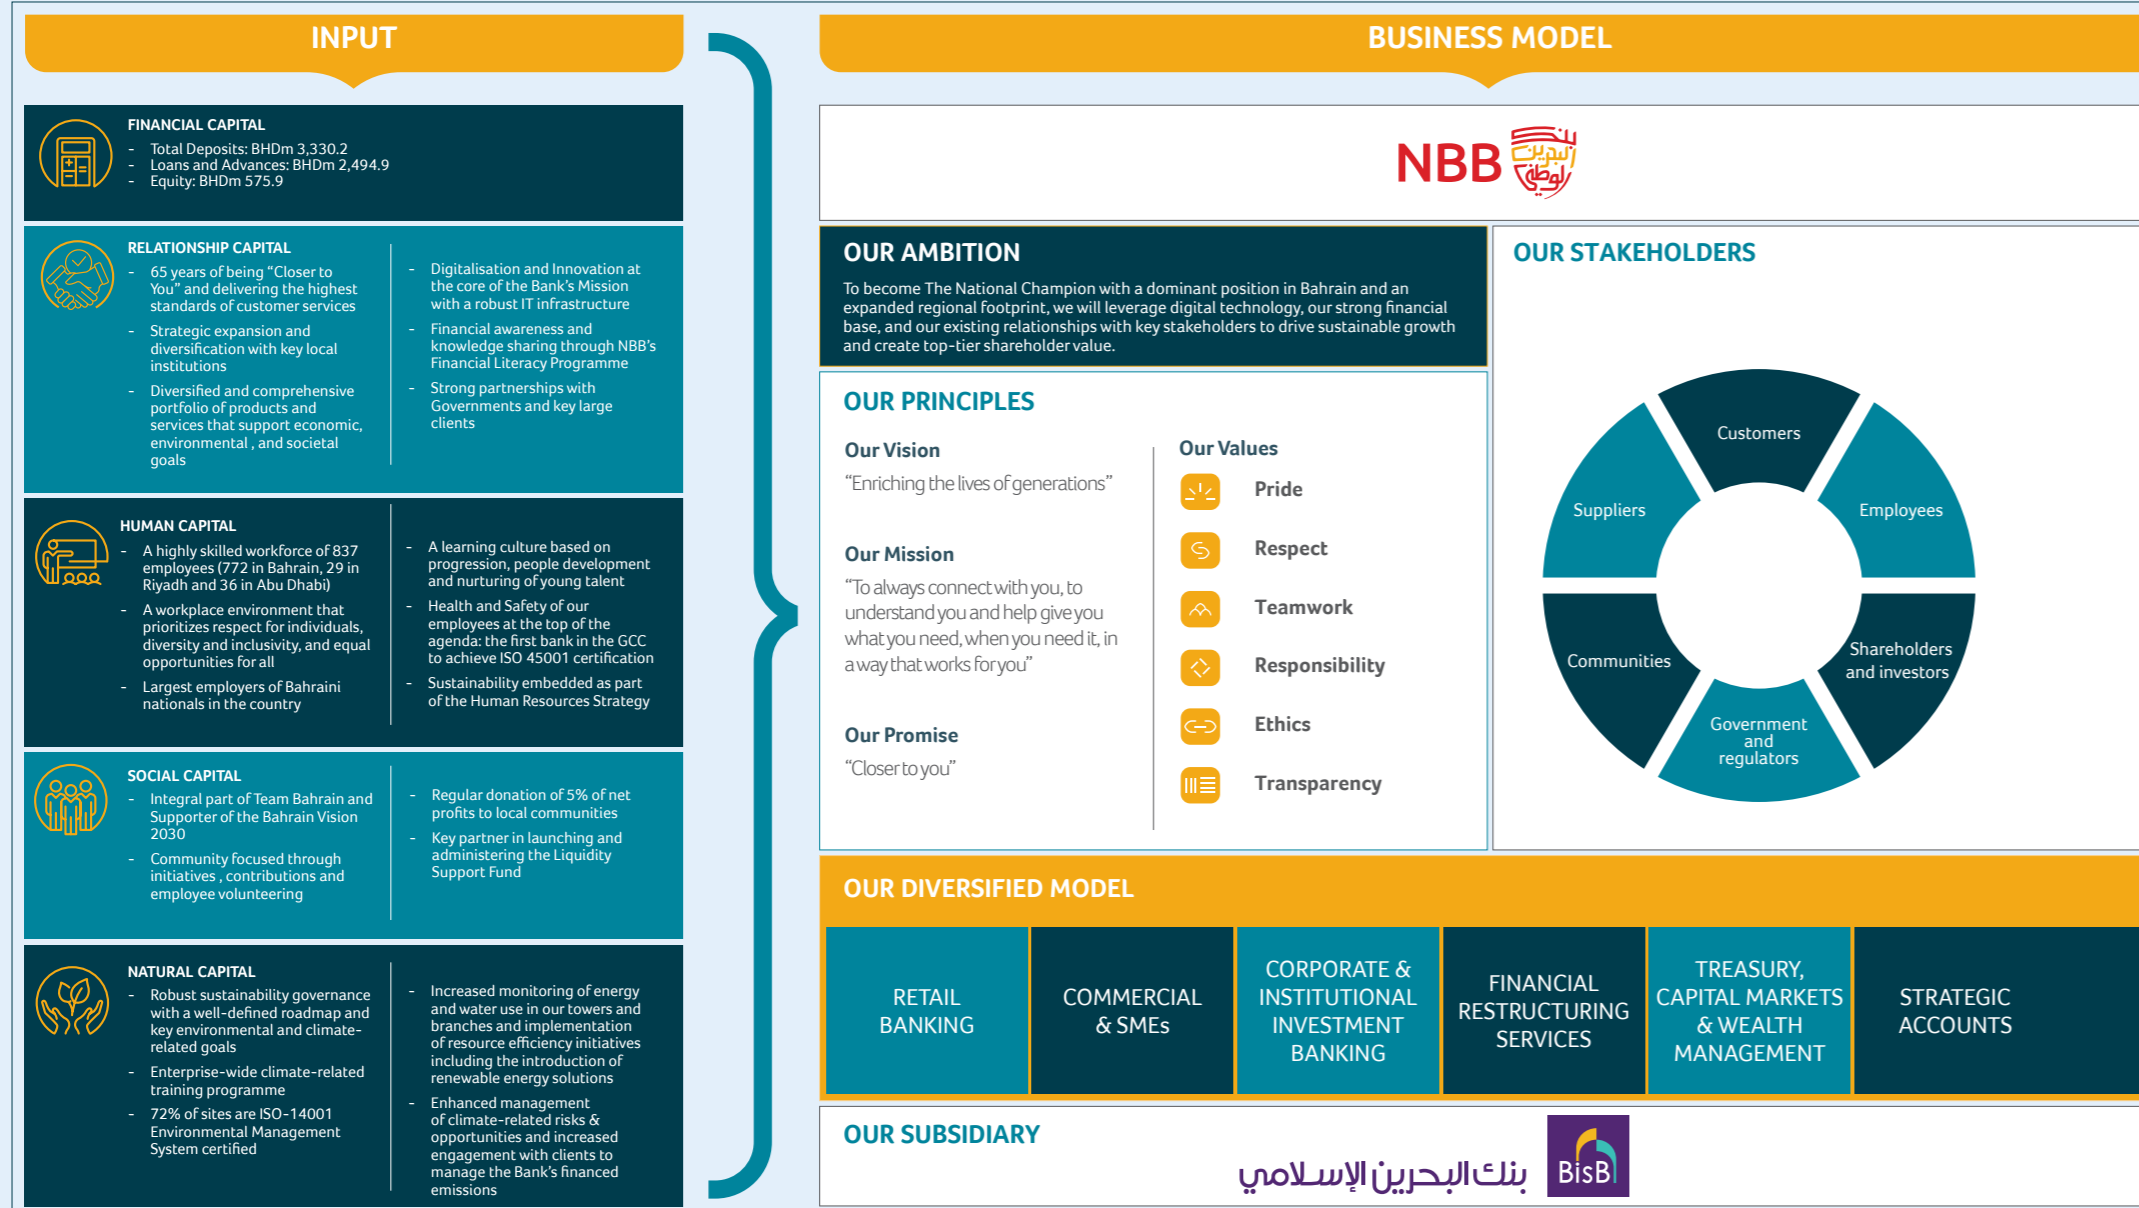 INPUT
FINANCIAL CAPITAL
- Total Deposits: BHDm 3,330.2
- Loans and Advances: BHDm 2,494.9
- Equity: BHDm 575.9
RELATIONSHIP CAPITAL
- 65 years of being “Closer to
You” and delivering the highest
standards of customer services
- Strategic expansion and
diversification with key local
institutions
- Diversified and comprehensive
portfolio of products and
services that support economic,
environmental , and societal
goals
- Digitalisation and Innovation at
the core of the Bank’s Mission
with a robust IT infrastructure
- Financial awareness and
knowledge sharing through NBB’s
Financial Literacy Programme
- Strong partnerships with
Governments and key large
clients
HUMAN CAPITAL
- A highly skilled workforce of 837
employees (772 in Bahrain, 29 in
Riyadh and 36 in Abu Dhabi)
- A workplace environment that
prioritizes respect for individuals,
diversity and inclusivity, and equal
opportunities for all
- Largest employers of Bahraini
nationals in the country
- A learning culture based on
progression, people development
and nurturing of young talent
- Health and Safety of our
employees at the top of the
agenda: the first bank in the GCC
to achieve ISO 45001 certification
- Sustainability embedded as part
of the Human Resources Strategy
SOCIAL CAPITAL
- Integral part of Team Bahrain and
Supporter of the Bahrain Vision
2030
- Community focused through
initiatives , contributions and
employee volunteering
- Regular donation of 5% of net
profits to local communities
- Key partner in launching and
administering the Liquidity
Support Fund
NATURAL CAPITAL
- Robust sustainability governance
with a well-defined roadmap and
key environmental and climate-
related goals
- Enterprise-wide climate-related
training programme
- 72% of sites are ISO-14001
Environmental Management
System certified
- Increased monitoring of energy
and water use in our towers and
branches and implementation
of resource efficiency initiatives
including the introduction of
renewable energy solutions
- Enhanced management
of climate-related risks &
opportunities and increased
engagement with clients to
manage the Bank’s financed
emissions
BUSINESS MODEL
NBB
بنك
البحرين
الوطني
OUR AMBITION
To become The National Champion with a dominant position in Bahrain and an
expanded regional footprint, we will leverage digital technology, our strong financial
base, and our existing relationships with key stakeholders to drive sustainable growth
and create top-tier shareholder value.
OUR PRINCIPLES
Our Vision
“Enriching the lives of generations”
Our Mission
“To always connect with you, to
understand you and help give you
what you need, when you need it, in
a way that works for you”
Our Promise
“Closer to you”
Our Values
Pride
Respect
Teamwork
Responsibility
Ethics
Transparency
OUR STAKEHOLDERS
Customers
Employees
Shareholders
and investors
Government
and
regulators
Communities
Suppliers
OUR DIVERSIFIED MODEL
RETAIL
BANKING
COMMERCIAL
& SMEs
CORPORATE &
INSTITUTIONAL
INVESTMENT
BANKING
FINANCIAL
RESTRUCTURING
SERVICES
TREASURY,
CAPITAL MARKETS
& WEALTH
MANAGEMENT
STRATEGIC
ACCOUNTS
OUR SUBSIDIARY
بنك البحرين الإسلامي
BisB